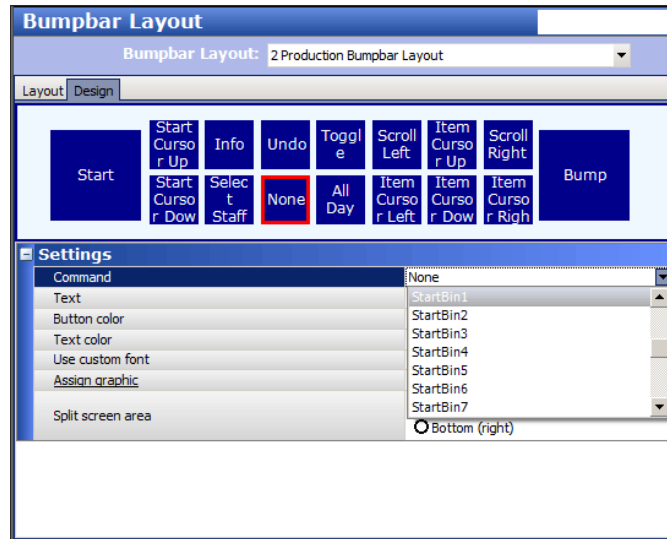 Bumpbar Layout
Bumpbar Layout: 2 Production Bumpbar Layout
Layout Design
Start
Start
Curso
r Up
Info
Undo
Toggl
e
Scroll
Left
Item
Curso
r Up
Scroll
Right
Bump
Start
Curso
r Dow
Selec
t
Staff
None
All
Day
Item
Curso
r Left
Item
Curso
r Dow
Item
Curso
r Righ
Settings
Command None
Text
Button color
Text color
Use custom font
Assign graphic
Split screen area
StartBin1
StartBin2
StartBin3
StartBin4
StartBin5
StartBin6
StartBin7
Bottom (right)